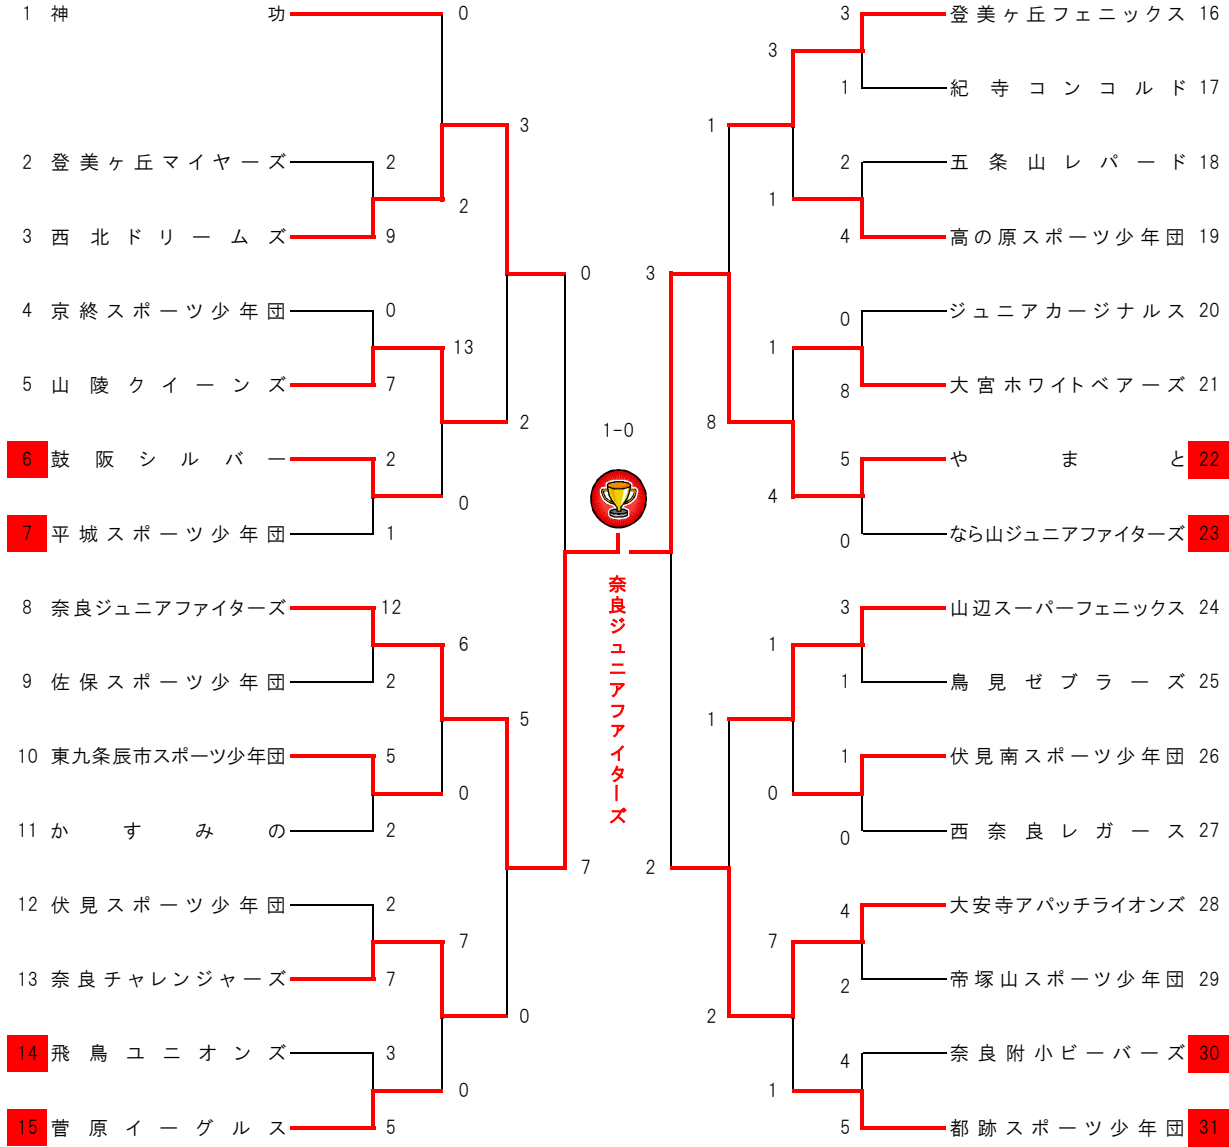 1 神功 0
3
2 登美ヶ丘マイヤーズ 2
2
3 西北ドリームズ 9
0
4 京終スポーツ少年団 0
13
5 山陵クイーンズ 7
2
6 鼓阪シルバー 2
0
7 平城スポーツ少年団 1
8 奈良ジュニアファイターズ 12
6
9 佐保スポーツ少年団 2
5
10 東九条辰市スポーツ少年団 5
0
11 かすみの 2
7
12 伏見スポーツ少年団 2
7
13 奈良チャレンジャーズ 7
0
14 飛鳥ユニオンズ 3
0
15 菅原イーグルス 5
1-0
奈良ジュニアファイターズ
3 登美ヶ丘フェニックス 16
3
1 紀寺コンコルド 17
1
2 五条山レパード 18
1
4 高の原スポーツ少年団 19
3
0 ジュニアカージナルス 20
1
8 大宮ホワイトベアーズ 21
8
5 やまと 22
4
0 なら山ジュニアファイターズ 23
3 山辺スーパーフェニックス 24
1
1 鳥見ゼブラーズ 25
1
1 伏見南スポーツ少年団 26
0
0 西奈良レガース 27
2
4 大安寺アパッチライオンズ 28
7
2 帝塚山スポーツ少年団 29
2
4 奈良附小ビーバーズ 30
1
5 都跡スポーツ少年団 31